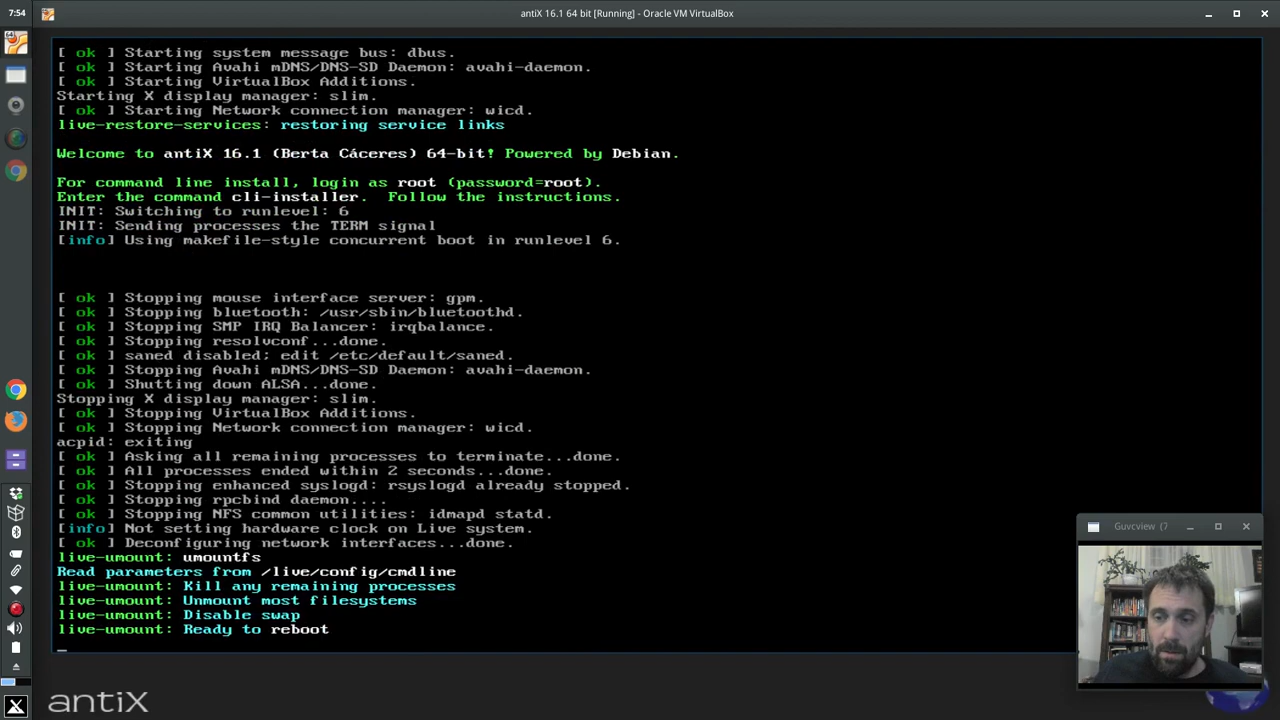 7:54
antiX 16.1 64 bit [Running] - Oracle VM VirtualBox
[ ok ] Starting system message bus: dbus.
[ ok ] Starting Avahi mDNS/DNS-SD Daemon: avahi-daemon.
[ ok ] Starting VirtualBox Additions.
Starting X display manager: slim.
[ ok ] Starting Network connection manager: wicd.
live-restore-services: restoring service links
Welcome to antiX 16.1 (Berta Cáceres) 64-bit! Powered by Debian.
For command line install, login as root (password=root).
Enter the command cli-installer.  Follow the instructions.
INIT: Switching to runlevel: 6
INIT: Sending processes the TERM signal
[info] Using makefile-style concurrent boot in runlevel 6.
[ ok ] Stopping mouse interface server: gpm.
[ ok ] Stopping bluetooth: /usr/sbin/bluetoothd.
[ ok ] Stopping SMP IRQ Balancer: irqbalance.
[ ok ] Stopping resolvconf...done.
[ ok ] saned disabled; edit /etc/default/saned.
[ ok ] Stopping Avahi mDNS/DNS-SD Daemon: avahi-daemon.
[ ok ] Shutting down ALSA...done.
Stopping X display manager: slim.
[ ok ] Stopping VirtualBox Additions.
[ ok ] Stopping Network connection manager: wicd.
acpid: exiting
[ ok ] Asking all remaining processes to terminate...done.
[ ok ] All processes ended within 2 seconds...done.
[ ok ] Stopping enhanced syslogd: rsyslogd already stopped.
[ ok ] Stopping rpcbind daemon....
[ ok ] Stopping NFS common utilities: idmapd statd.
[info] Not setting hardware clock on Live system.
[ ok ] Deconfiguring network interfaces...done.
live-umount: umountfs
Read parameters from /live/config/cmdline
live-umount: Kill any remaining processes
live-umount: Unmount most filesystems
live-umount: Disable swap
live-umount: Ready to reboot
Guvcview (7
antiX